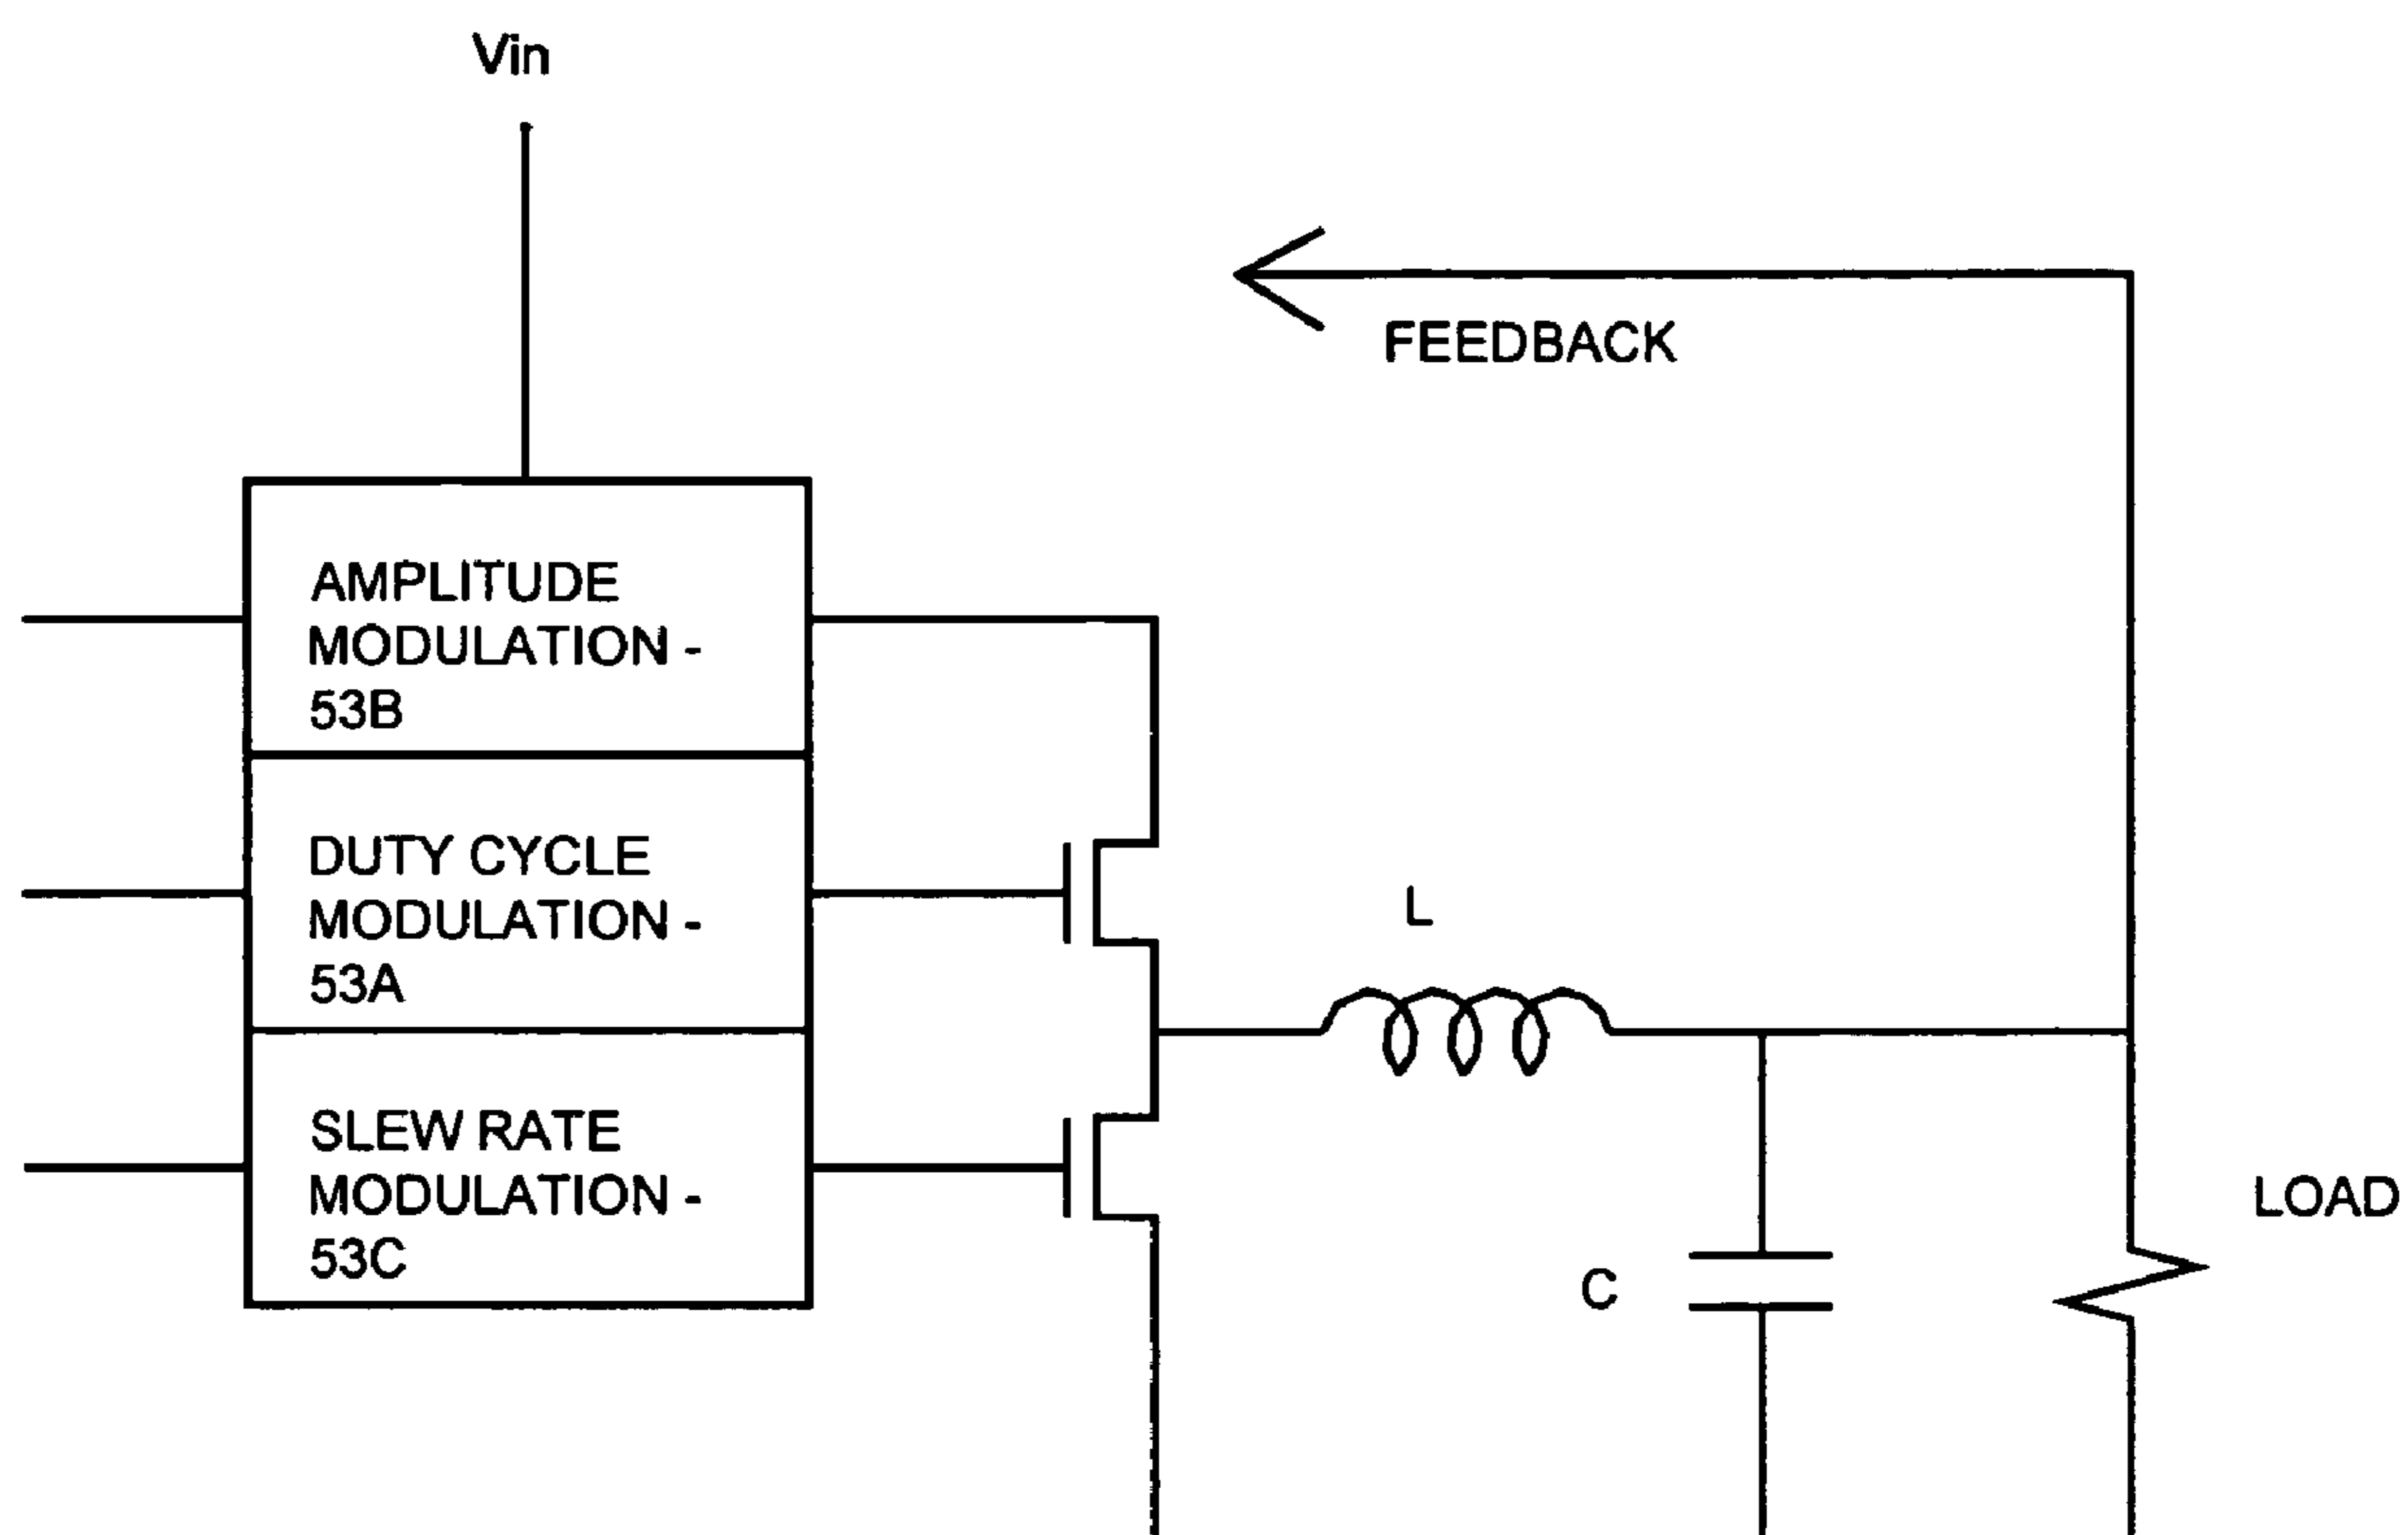 Vin
FEEDBACK
AMPLITUDE
MODULATION -
53B
DUTY CYCLE
MODULATION -
53A
L
SLEW RATE
MODULATION -
53C
C
LOAD